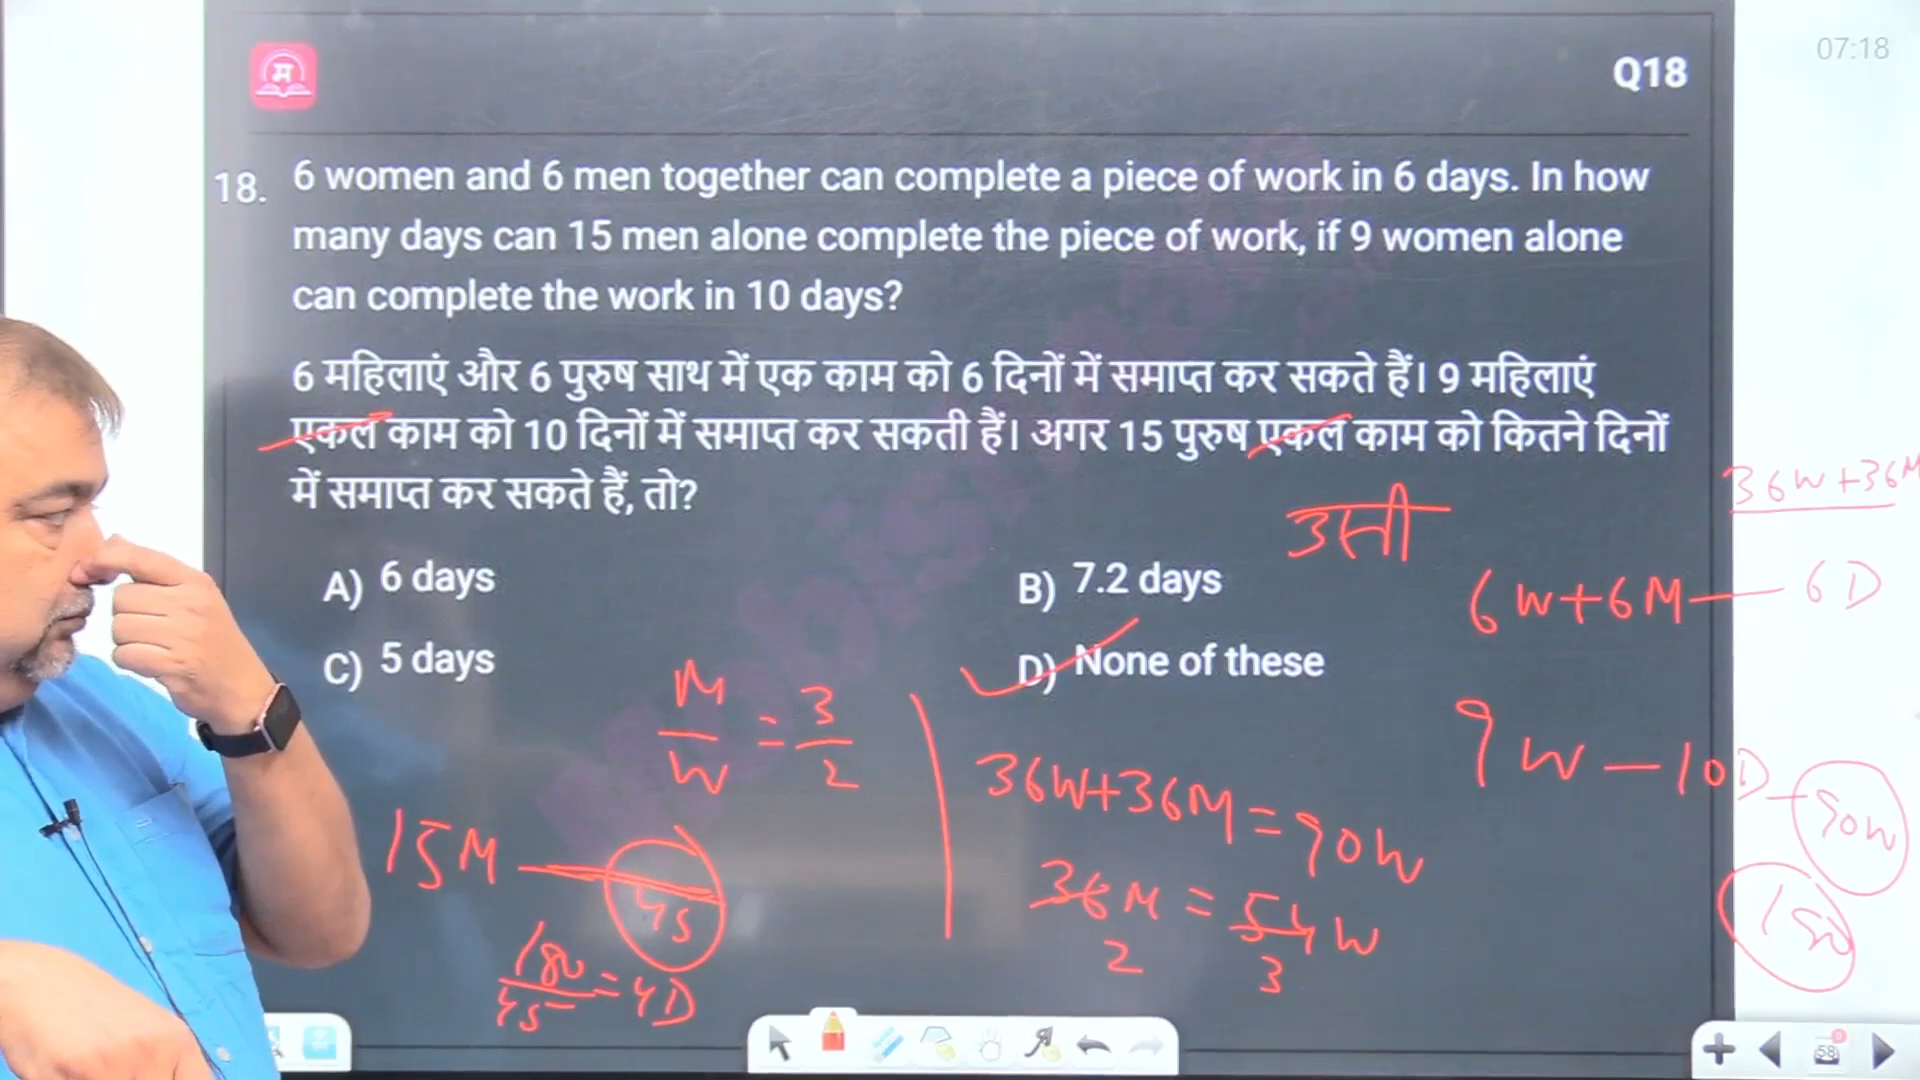 07:18
म
Q18
18. 6 women and 6 men together can complete a piece of work in 6 days. In how
many days can 15 men alone complete the piece of work, if 9 women alone
can complete the work in 10 days?
6 महिलाएं और 6 पुरुष साथ में एक काम को 6 दिनों में समाप्त कर सकते हैं। 9 महिलाएं
एकल काम को 10 दिनों में समाप्त कर सकती हैं। अगर 15 पुरुष एकल काम को कितने दिनों
में समाप्त कर सकते हैं, तो?
36W+36M
उसी
6W+6M — 6D
A) 6 days
B) 7.2 days
C) 5 days
D) None of these
M/W = 3/2
9W — 10D
90W
36W+36M = 90W
15M — 45
36M = 54W
2 3
180
180/45 = 4D
58